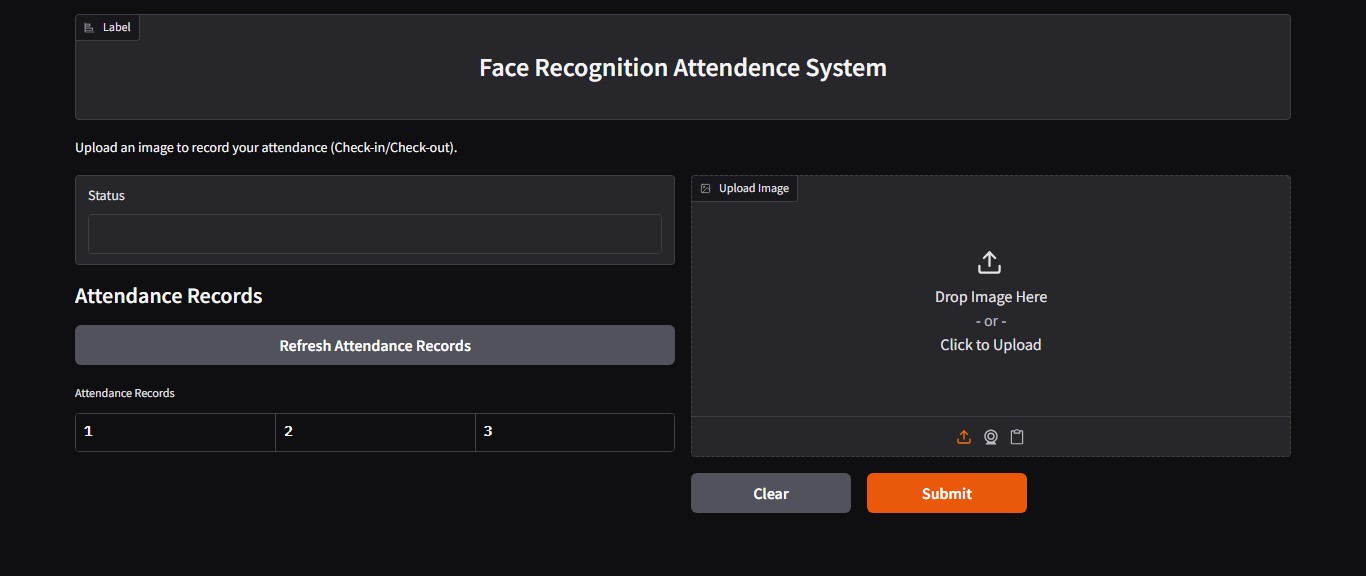 Label
Face Recognition Attendence System
Upload an image to record your attendance (Check-in/Check-out).
Status
Attendance Records
Refresh Attendance Records
Attendance Records
1 2 3
Upload Image
Drop Image Here
- or -
Click to Upload
Clear Submit